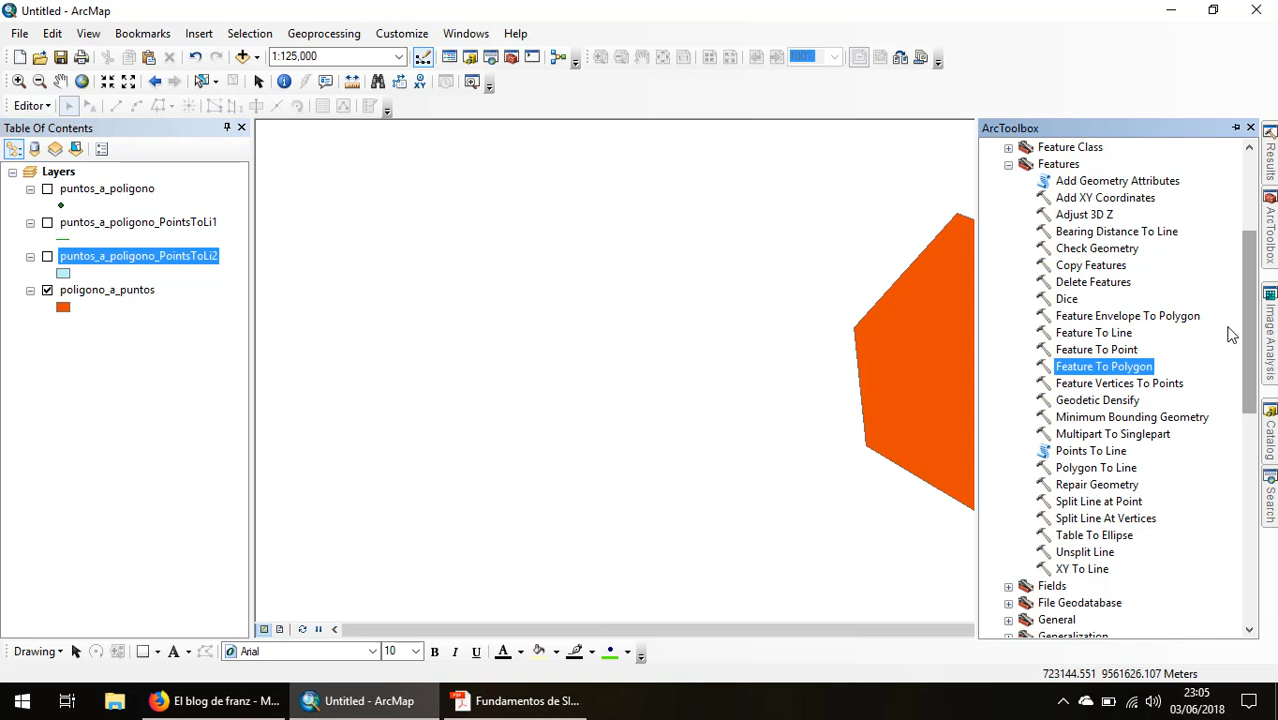 Untitled - ArcMap
File Edit View Bookmarks Insert Selection Geoprocessing Customize Windows Help
1:125,000
100%
Editor
Table Of Contents
ArcToolbox
Layers
puntos_a_poligono
puntos_a_poligono_PointsToLi1
puntos_a_poligono_PointsToLi2
poligono_a_puntos
Feature Class
Features
Add Geometry Attributes
Add XY Coordinates
Adjust 3D Z
Bearing Distance To Line
Check Geometry
Copy Features
Delete Features
Dice
Feature Envelope To Polygon
Feature To Line
Feature To Point
Feature To Polygon
Feature Vertices To Points
Geodetic Densify
Minimum Bounding Geometry
Multipart To Singlepart
Points To Line
Polygon To Line
Repair Geometry
Split Line at Point
Split Line At Vertices
Table To Ellipse
Unsplit Line
XY To Line
Fields
File Geodatabase
General
Generalization
Results
ArcToolbox
Image Analysis
Catalog
Search
Drawing
A
Arial
10
B I U A
723144.551 9561626.107 Meters
El blog de franz - M...
Untitled - ArcMap
Fundamentos de SI...
23:05
03/06/2018